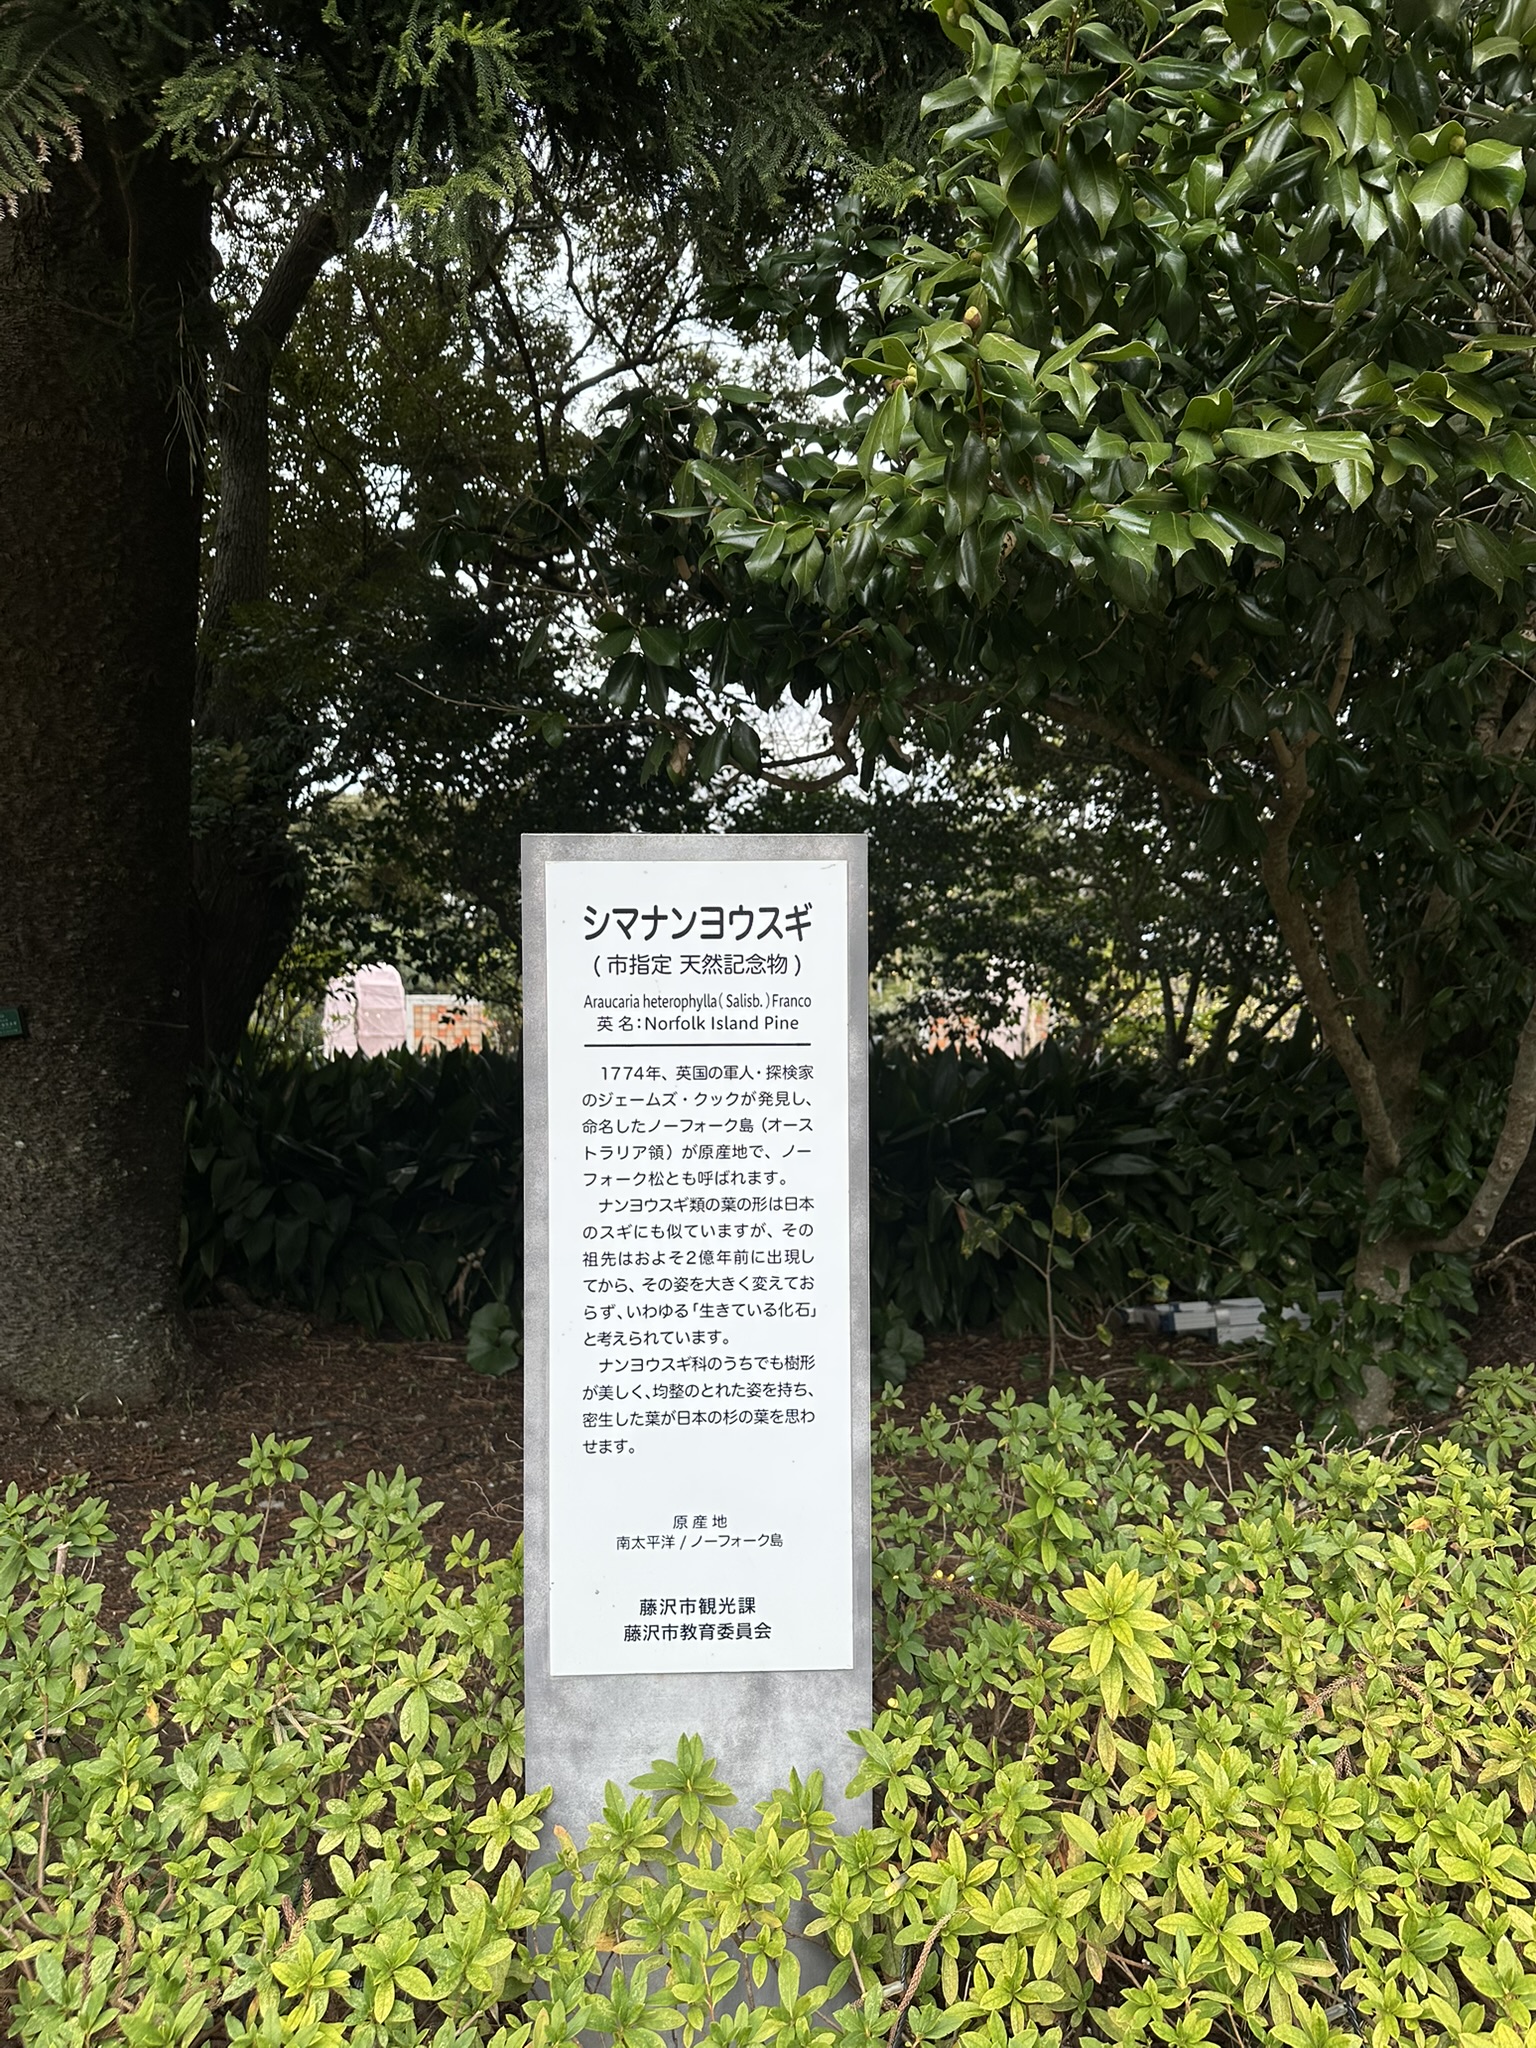 シマナンヨウスギ
(市指定 天然記念物)
Araucaria heterophylla(Salisb.)Franco
英名:Norfolk Island Pine
1774年、英国の軍人・探検家
のジェームズ・クックが発見し、
命名したノーフォーク島(オース
トラリア領)が原産地で、ノー
フォーク松とも呼ばれます。
ナンヨウスギ類の葉の形は日本
のスギにも似ていますが、その
祖先はおよそ2億年前に出現し
てから、その姿を大きく変えてお
らず、いわゆる「生きている化石」
と考えられています。
ナンヨウスギ科のうちでも樹形
が美しく、均整のとれた姿を持ち、
密生した葉が日本の杉の葉を思わ
せます。
原産地
南太平洋/ノーフォーク島
藤沢市観光課
藤沢市教育委員会